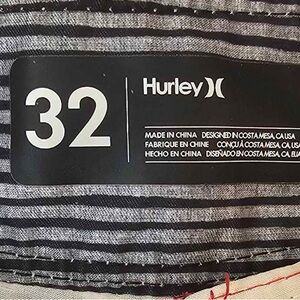 32
Hurley
MADE IN CHINA DESIGNED IN COSTA MESA, CA USA
FABRIQUE EN CHINE CONÇU À COSTA MESA, CA, USA
HECHO EN CHINA DISEÑADO EN COSTA MESA, CA,